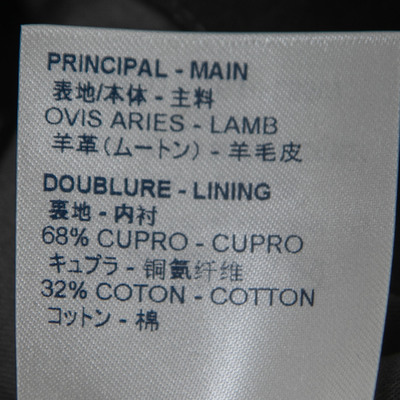 PRINCIPAL - MAIN
表地/本体 - 主料
OVIS ARIES - LAMB
羊革(ムートン) - 羊毛皮
DOUBLURE - LINING
裏地 - 内衬
68% CUPRO - CUPRO
キュプラ - 铜氨纤维
32% COTON - COTTON
コットン - 棉